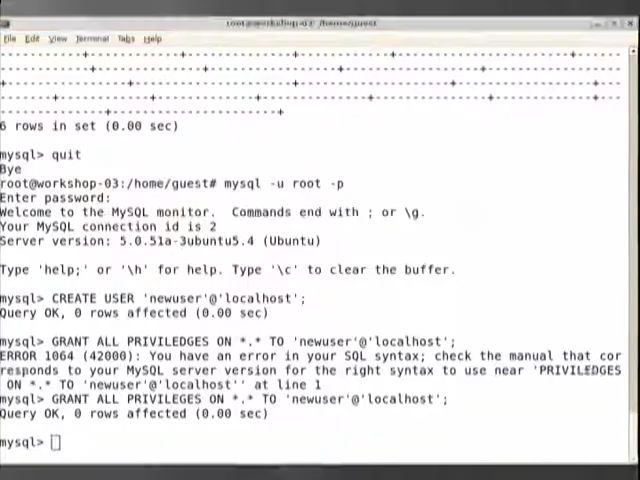 root@workshop-03: /home/guest
File Edit View Terminal Tabs Help
6 rows in set (0.00 sec)
mysql> quit
Bye
root@workshop-03:/home/guest# mysql -u root -p
Enter password:
Welcome to the MySQL monitor.  Commands end with ; or \g.
Your MySQL connection id is 2
Server version: 5.0.51a-3ubuntu5.4 (Ubuntu)
Type 'help;' or '\h' for help. Type '\c' to clear the buffer.
mysql> CREATE USER 'newuser'@'localhost';
Query OK, 0 rows affected (0.00 sec)
mysql> GRANT ALL PRIVILEDGES ON *.* TO 'newuser'@'localhost';
ERROR 1064 (42000): You have an error in your SQL syntax; check the manual that cor
responds to your MySQL server version for the right syntax to use near 'PRIVILEDGES
 ON *.* TO 'newuser'@'localhost'' at line 1
mysql> GRANT ALL PRIVILEGES ON *.* TO 'newuser'@'localhost';
Query OK, 0 rows affected (0.00 sec)
mysql>